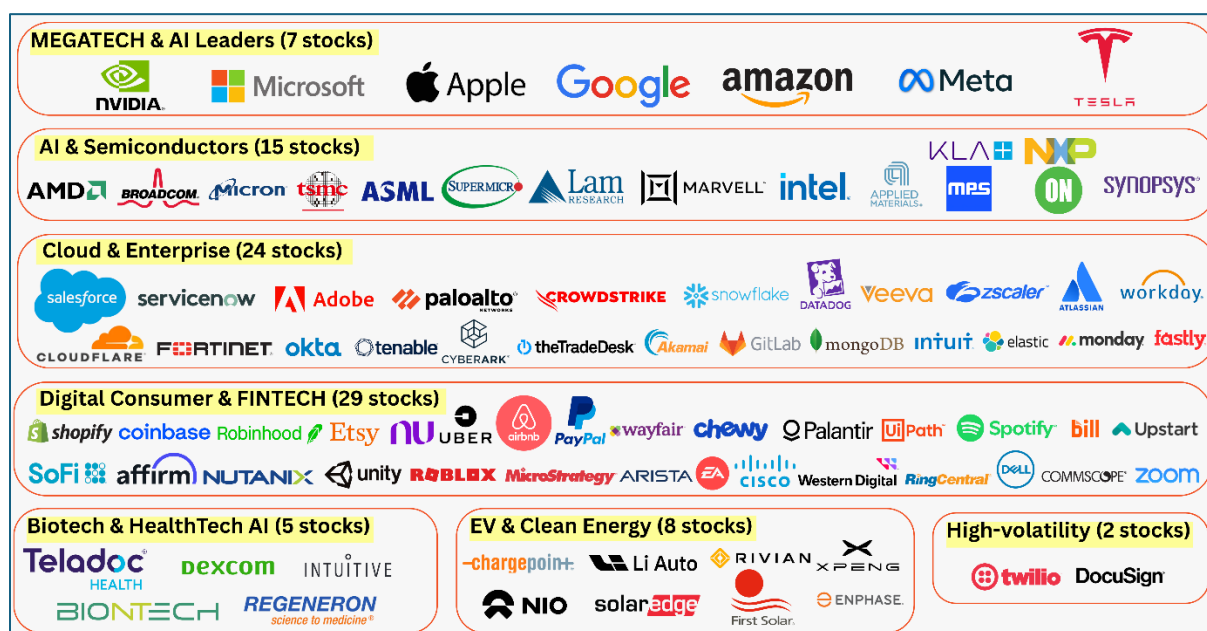 MEGATECH & AI Leaders (7 stocks)
nVIDIA.
Microsoft
Apple
Google
amazon
Meta
TESLA
AI & Semiconductors (15 stocks)
AMD
BROADCOM
Micron
tsmc
ASML
SUPERMICRO
Lam RESEARCH
MARVELL
intel.
APPLIED MATERIALS
KLA
mps
NXP
ON
SYNOPSYS
Cloud & Enterprise (24 stocks)
salesforce
servicenow
Adobe
paloalto NETWORKS
CROWDSTRIKE
snowflake
DATADOG
veeva
zscaler
ATLASSIAN
workday.
CLOUDFLARE
FORTINET
okta
tenable
CYBERARK
theTradeDesk
Akamai
GitLab
mongoDB
intuit
elastic
monday
fastly
Digital Consumer & FINTECH (29 stocks)
shopify
coinbase
Robinhood
Etsy
nu
UBER
airbnb
PayPal
wayfair
chewy
Palantir
UiPath
Spotify
bill
Upstart
SoFi
affirm
NUTANIX
unity
ROBLOX
MicroStrategy
ARISTA
EA
CISCO
Western Digital
RingCentral
DELL
COMMSCOPE
zoom
Biotech & HealthTech AI (5 stocks)
Teladoc HEALTH
Dexcom
INTUITIVE
BIONTECH
REGENERON
science to medicine
EV & Clean Energy (8 stocks)
chargepoin+
Li Auto
RIVIAN
XPENG
NIO
solaredge
First Solar.
ENPHASE.
High-volatility (2 stocks)
twilio
DocuSign